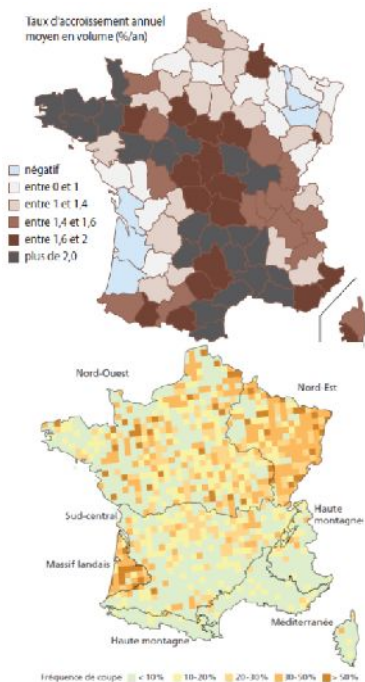 Taux d'accroissement annuel
moyen en volume (%/an)
négatif
entre 0 et 1
entre 1 et 1,4
entre 1,4 et 1,6
entre 1,6 et 2
plus de 2,0
Nord-Ouest
Nord-Est
Sud-central
Haute
montagne
Massif landais
Haute montagne
Méditerranée
Fréquence de coupe < 10% 10-20% 20-30% 30-50% > 50%